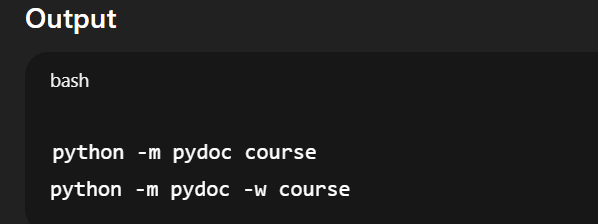 Output
bash
python -m pydoc course
python -m pydoc -w course